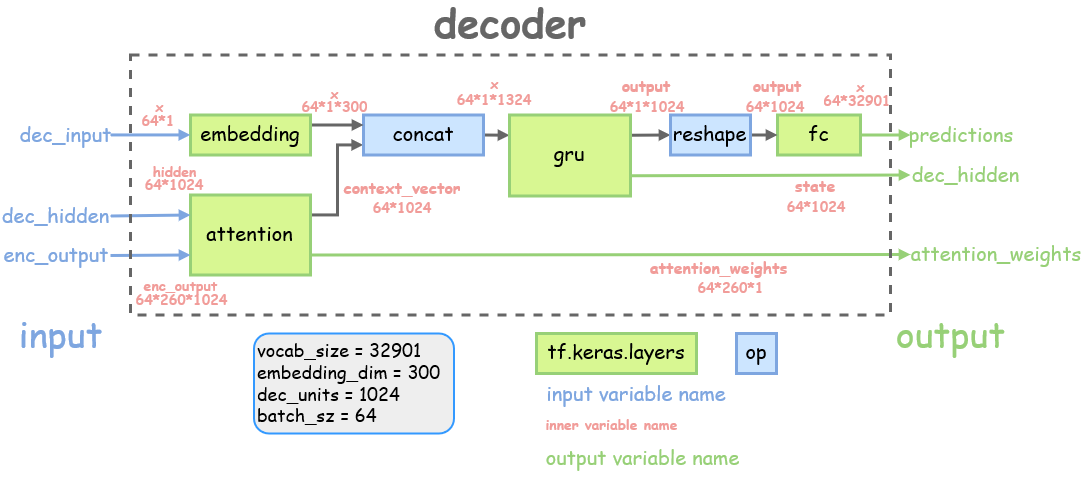 decoder
x
64*1
x
64*1*300
x
64*1*1324
output
64*1*1024
output
64*1024
x
64*32901
dec_input
embedding
concat
gru
reshape
fc
predictions
hidden
64*1024
context_vector
64*1024
state
64*1024
dec_hidden
dec_hidden
attention
enc_output
attention_weights
attention_weights
64*260*1
enc_output
64*260*1024
input
output
vocab_size = 32901
embedding_dim = 300
dec_units = 1024
batch_sz = 64
tf.keras.layers
op
input variable name
inner variable name
output variable name